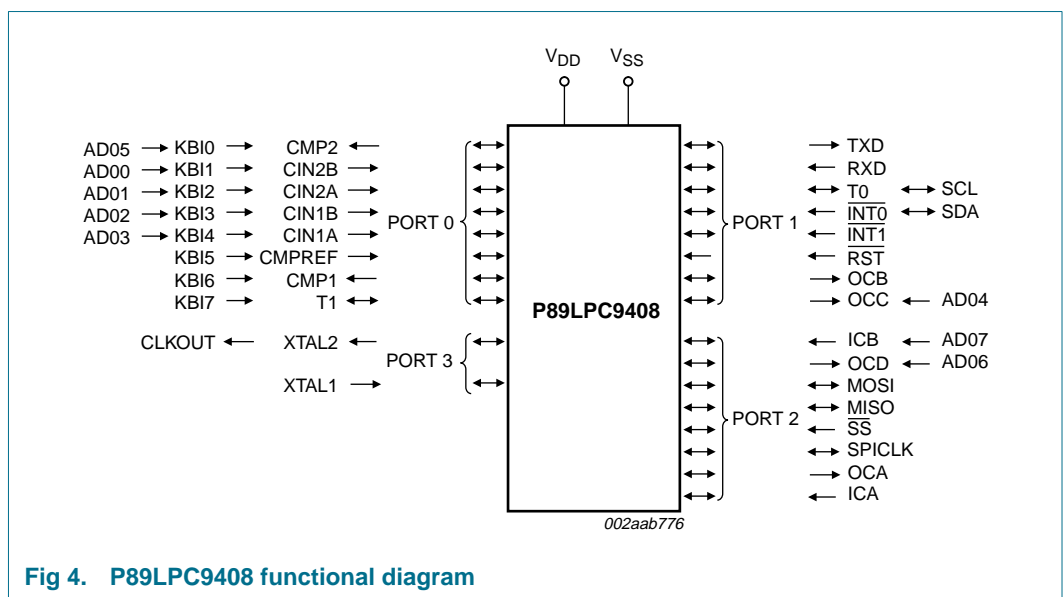 VDD VSS
AD05 KBI0 CMP2 TXD
AD00 KBI1 CIN2B RXD
AD01 KBI2 CIN2A T0 SCL
AD02 KBI3 CIN1B PORT 0 PORT 1 INT0 SDA
AD03 KBI4 CIN1A INT1
KBI5 CMPREF RST
KBI6 CMP1 OCB
KBI7 T1 P89LPC9408 OCC AD04
CLKOUT XTAL2 PORT 3 ICB AD07
OCD AD06
XTAL1 MOSI
PORT 2 MISO
SS
SPICLK
OCA
ICA
002aab776
Fig 4. P89LPC9408 functional diagram